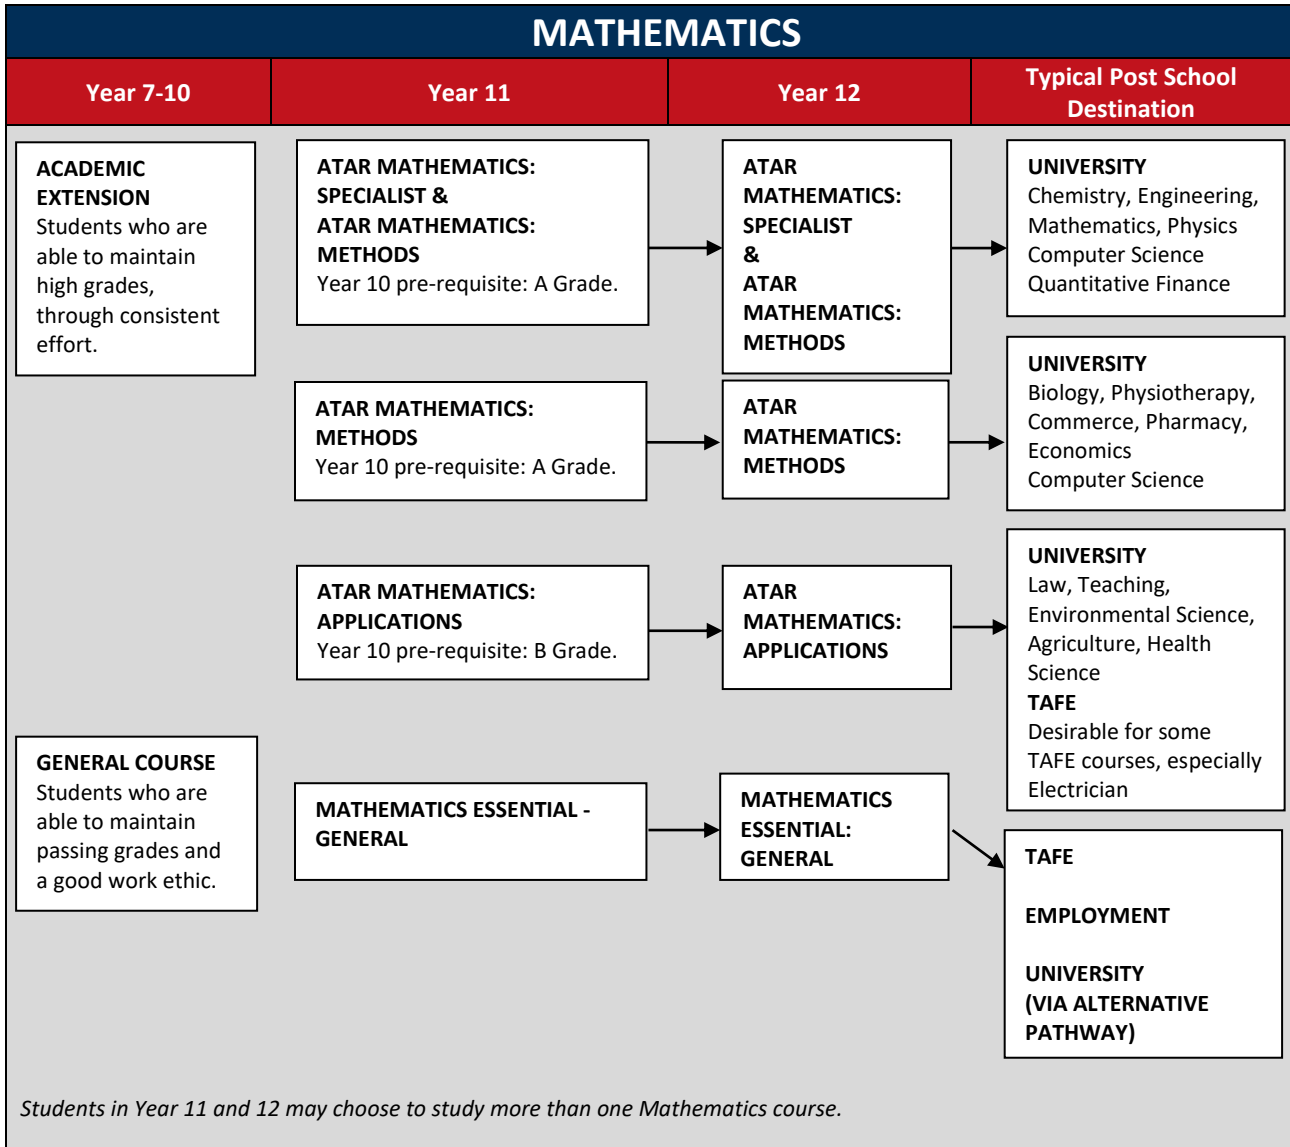 MATHEMATICS
Year 7-10
Year 11
Year 12
Typical Post School
Destination
ACADEMIC
EXTENSION
Students who are
able to maintain
high grades,
through consistent
effort.
ATAR MATHEMATICS:
SPECIALIST &
ATAR MATHEMATICS:
METHODS
Year 10 pre-requisite: A Grade.
ATAR
MATHEMATICS:
SPECIALIST
&
ATAR
MATHEMATICS:
METHODS
UNIVERSITY
Chemistry, Engineering,
Mathematics, Physics
Computer Science
Quantitative Finance
ATAR MATHEMATICS:
METHODS
Year 10 pre-requisite: A Grade.
ATAR
MATHEMATICS:
METHODS
UNIVERSITY
Biology, Physiotherapy,
Commerce, Pharmacy,
Economics
Computer Science
ATAR MATHEMATICS:
APPLICATIONS
Year 10 pre-requisite: B Grade.
ATAR
MATHEMATICS:
APPLICATIONS
UNIVERSITY
Law, Teaching,
Environmental Science,
Agriculture, Health
Science
TAFE
Desirable for some
TAFE courses, especially
Electrician
GENERAL COURSE
Students who are
able to maintain
passing grades and
a good work ethic.
MATHEMATICS ESSENTIAL -
GENERAL
MATHEMATICS
ESSENTIAL:
GENERAL
TAFE
EMPLOYMENT
UNIVERSITY
(VIA ALTERNATIVE
PATHWAY)
Students in Year 11 and 12 may choose to study more than one Mathematics course.